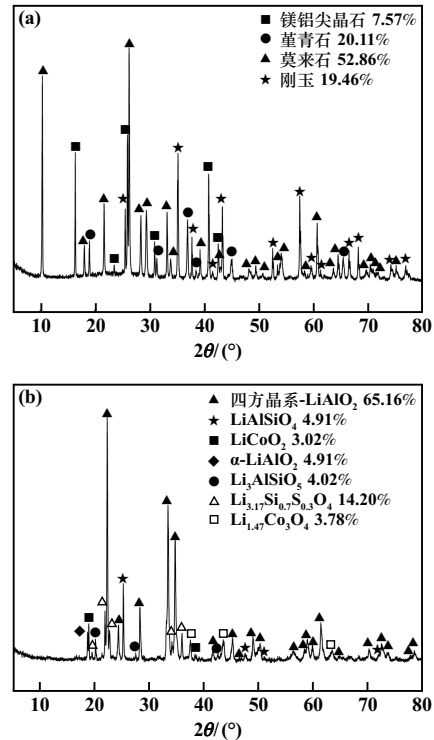 (a)
■ 镁铝尖晶石 7.57%
● 堇青石 20.11%
▲ 莫来石 52.86%
★ 刚玉 19.46%
10 20 30 40 50 60 70 80
2θ/(°)
(b)
▲ 四方晶系-LiAlO₂ 65.16%
★ LiAlSiO₄ 4.91%
■ LiCoO₂ 3.02%
◆ α-LiAlO₂ 4.91%
● Li₃AlSiO₅ 4.02%
△ Li₃.₁₇Si₀.₇S₀.₃O₄ 14.20%
□ Li₁.₄₇Co₃O₄ 3.78%
10 20 30 40 50 60 70 80
2θ/(°)